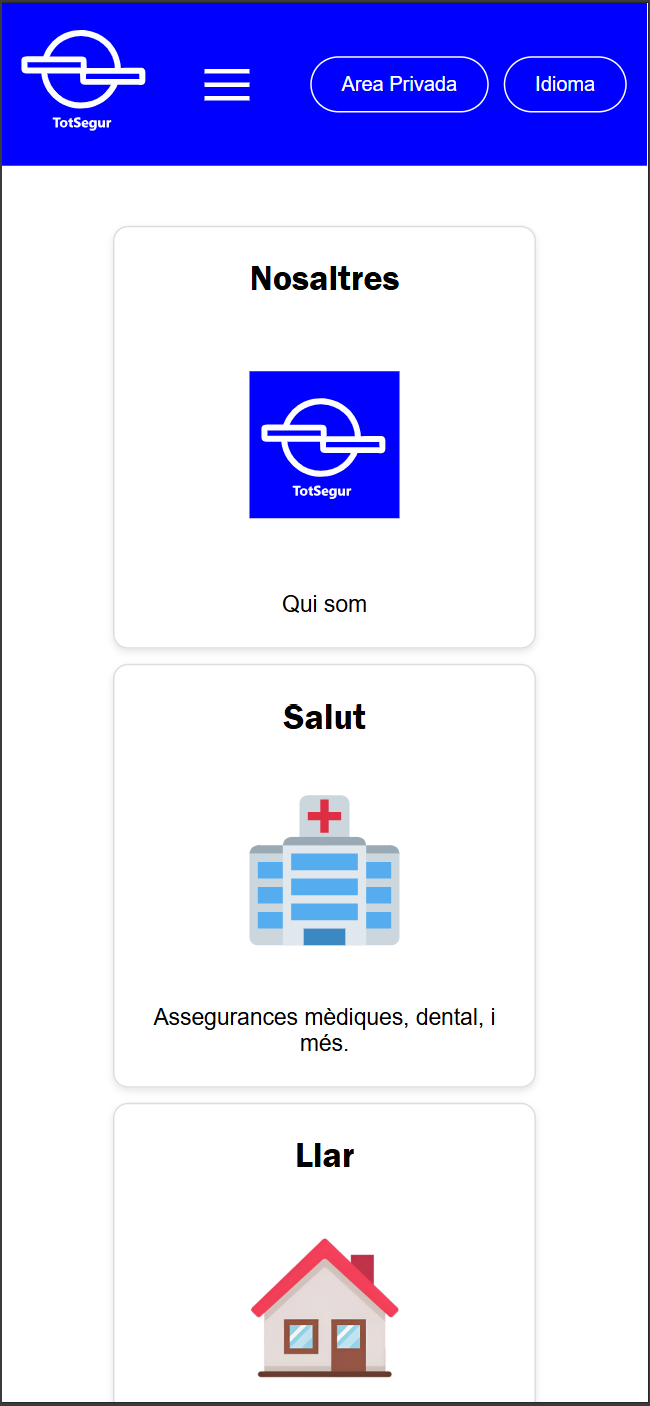 TotSegur
Area Privada
Idioma
Nosaltres
TotSegur
Qui som
Salut
Assegurances mèdiques, dental, i
més.
Llar